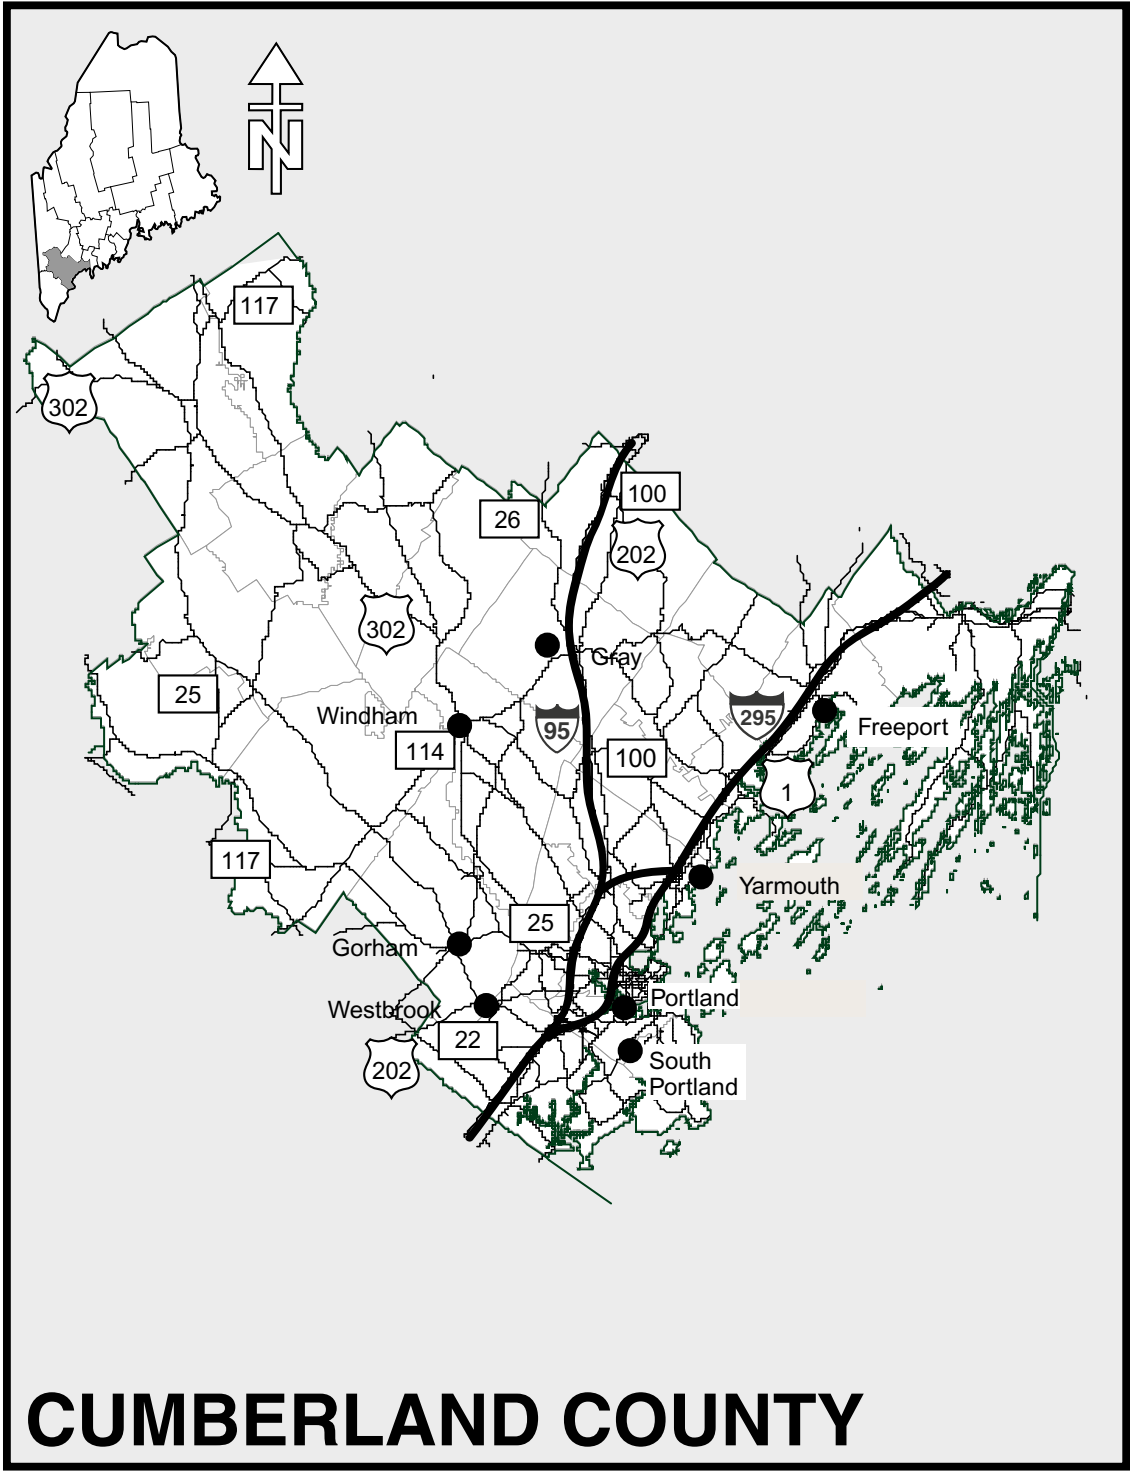 N
117
302
100
26
202
302
Gray
25
295
Windham
95
Freeport
114
100
1
117
Yarmouth
25
Gorham
Portland
Westbrook
22
South
Portland
202
CUMBERLAND COUNTY